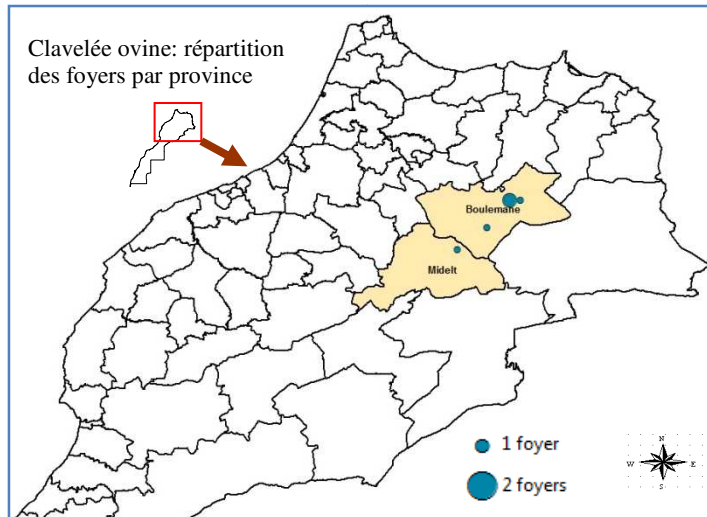 Clavelée ovine: répartition
des foyers par province
Boulemane
Midelt
1 foyer
2 foyers
N
W E
S